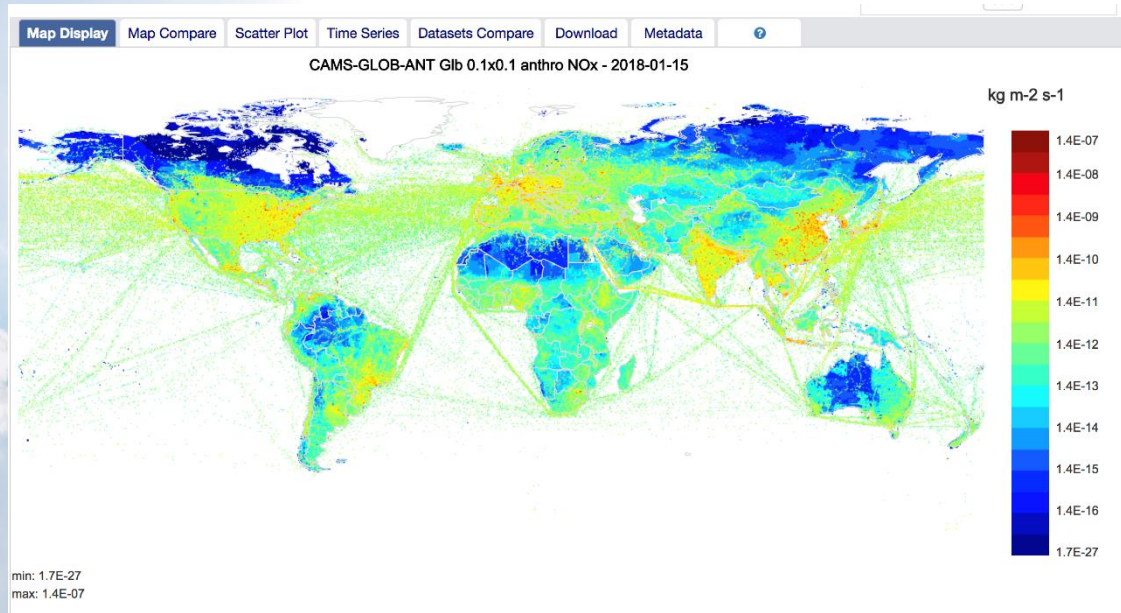 Map Display Map Compare Scatter Plot Time Series Datasets Compare Download Metadata ?
CAMS-GLOB-ANT Glb 0.1x0.1 anthro NOx - 2018-01-15
kg m-2 s-1
1.4E-07
1.4E-08
1.4E-09
1.4E-10
1.4E-11
1.4E-12
1.4E-13
1.4E-14
1.4E-15
1.4E-16
1.7E-27
min: 1.7E-27
max: 1.4E-07